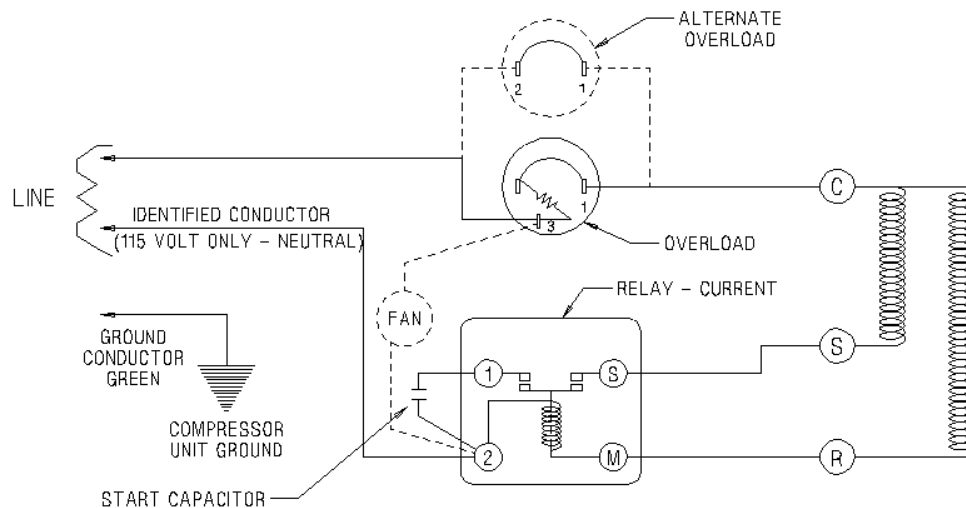 ALTERNATE
OVERLOAD
2
1
LINE
IDENTIFIED CONDUCTOR
(115 VOLT ONLY - NEUTRAL)
1
3
C
OVERLOAD
RELAY - CURRENT
FAN
GROUND
CONDUCTOR
GREEN
1
S
S
COMPRESSOR
UNIT GROUND
2
M
R
START CAPACITOR